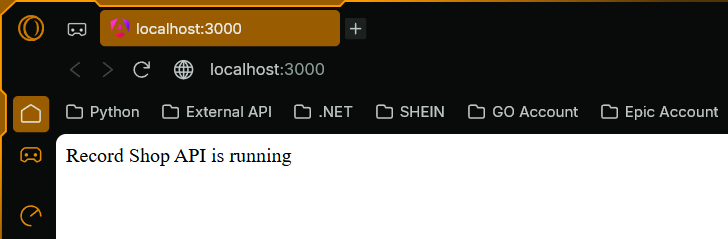 localhost:3000
localhost:3000
Python External API .NET SHEIN GO Account Epic Account
Record Shop API is running